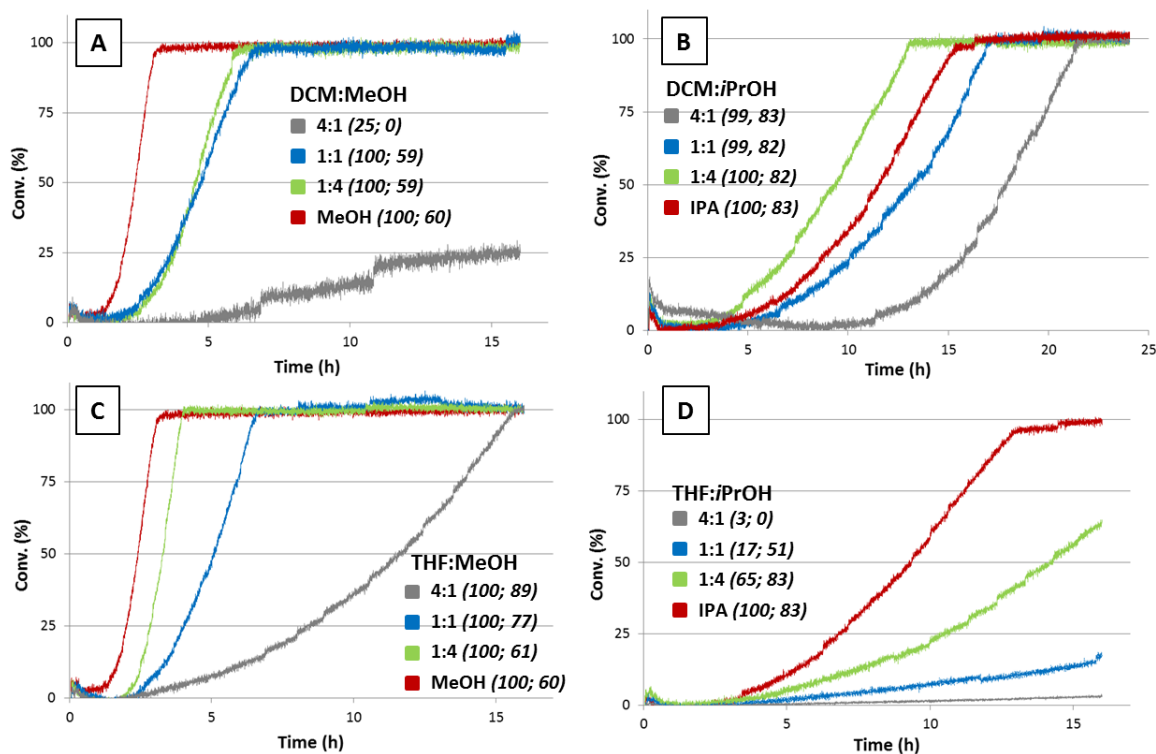 A
Conv. (%)
100
75
50
25
0
DCM:MeOH
4:1 (25; 0)
1:1 (100; 59)
1:4 (100; 59)
MeOH (100; 60)
0
5
10
15
Time (h)
B
Conv. (%)
100
75
50
25
0
DCM:iPrOH
4:1 (99, 83)
1:1 (99, 82)
1:4 (100; 82)
IPA (100; 83)
0
5
10
15
20
25
Time (h)
C
Conv. (%)
100
75
50
25
0
THF:MeOH
4:1 (100; 89)
1:1 (100; 77)
1:4 (100; 61)
MeOH (100; 60)
0
5
10
15
Time (h)
D
Conv. (%)
100
75
50
25
0
THF:iPrOH
4:1 (3; 0)
1:1 (17; 51)
1:4 (65; 83)
IPA (100; 83)
0
5
10
15
Time (h)